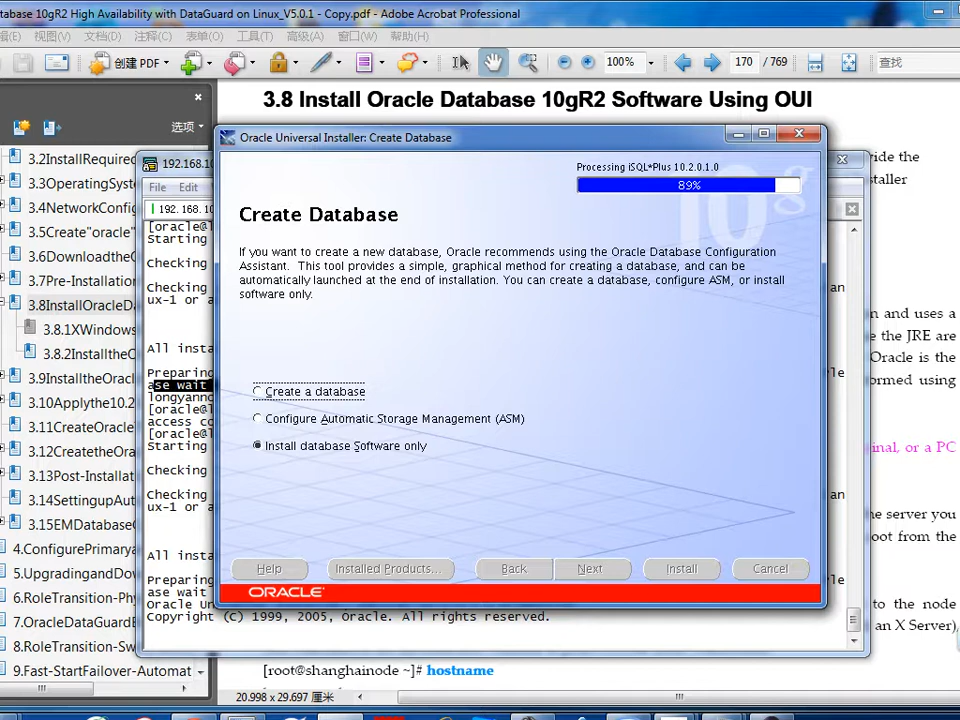 atabase 10gR2 High Availability with DataGuard on Linux_V5.0.1 - Copy.pdf - Adobe Acrobat Professional
辑(E) 视图(V) 文档(D) 注释(C) 表单(O) 工具(T) 高级(A) 窗口(W) 帮助(H)
创建 PDF 100% 170 / 769 查找
选项
3.2InstallRequired
3.3OperatingSyste
3.4NetworkConfig
3.5Create"oracle"
3.6DownloadtheO
3.7Pre-Installation
3.8InstallOracleDa
3.8.1XWindows
3.8.2InstalltheO
3.9InstalltheOracl
3.10Applythe10.2
3.11CreateOracle
3.12CreatetheOra
3.13Post-Installat
3.14SettingupAut
3.15EMDatabaseC
4.ConfigurePrimarya
5.UpgradingandDow
6.RoleTransition-Phy
7.OracleDataGuardB
8.RoleTransition-Sw
9.Fast-StartFailover-Automat
3.8 Install Oracle Database 10gR2 Software Using OUI
vide the
staller
n and uses a
e the JRE are
Oracle is the
ormed using
inal, or a PC
he server you
oot from the
to the node
an X Server),
192.168.10
File Edit
192.168.10
[oracle@l
Starting
Checking
Checking an
ux-1 or a
All insta
Preparing le
ase wait
longyanno
[oracle@l
access co
[oracle@l
Starting
Checking
Checking an
ux-1 or a
All insta
Preparing le
ase wait
Oracle Un
Copyright (C) 1999, 2005, Oracle. All rights reserved.
Oracle Universal Installer: Create Database
Processing iSQL*Plus 10.2.0.1.0
89%
10g
Create Database
If you want to create a new database, Oracle recommends using the Oracle Database Configuration
Assistant. This tool provides a simple, graphical method for creating a database, and can be
automatically launched at the end of installation. You can create a database, configure ASM, or install
software only.
Create a database
Configure Automatic Storage Management (ASM)
Install database Software only
Help Installed Products... Back Next Install Cancel
ORACLE
[root@shanghainode ~]# hostname
20.998 x 29.697 厘米